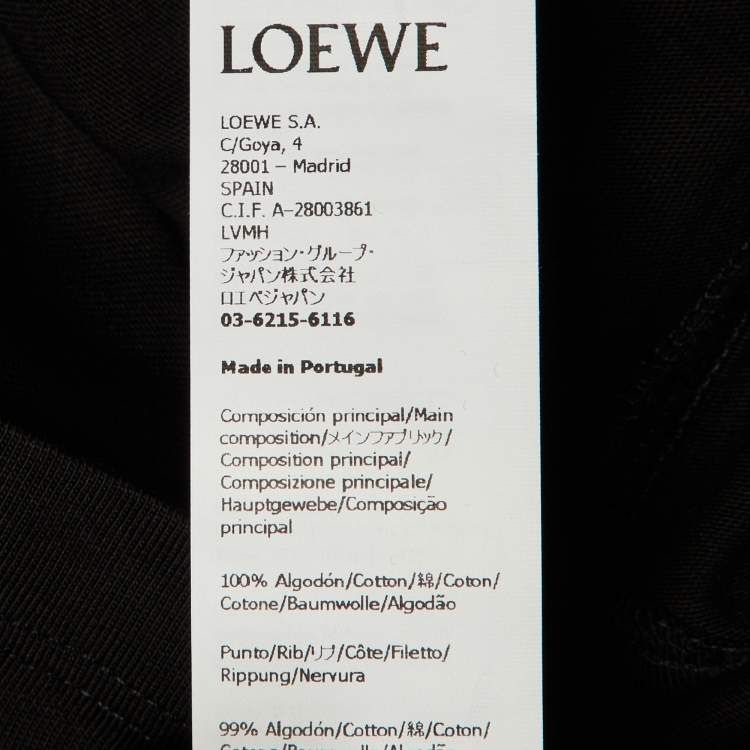 LOEWE
LOEWE S.A.
C/Goya, 4
28001 – Madrid
SPAIN
C.I.F. A-28003861
LVMH
ファッション・グループ・
ジャパン株式会社
ロエベジャパン
03-6215-6116
Made in Portugal
Composición principal/Main
composition/メインファブリック/
Composition principal/
Composizione principale/
Hauptgewebe/Composição
principal
100% Algodón/Cotton/綿/Coton/
Cotone/Baumwolle/Algodão
Punto/Rib/リブ/Côte/Filetto/
Rippung/Nervura
99% Algodón/Cotton/綿/Coton/
Cotone/Baumwolle/Algodão